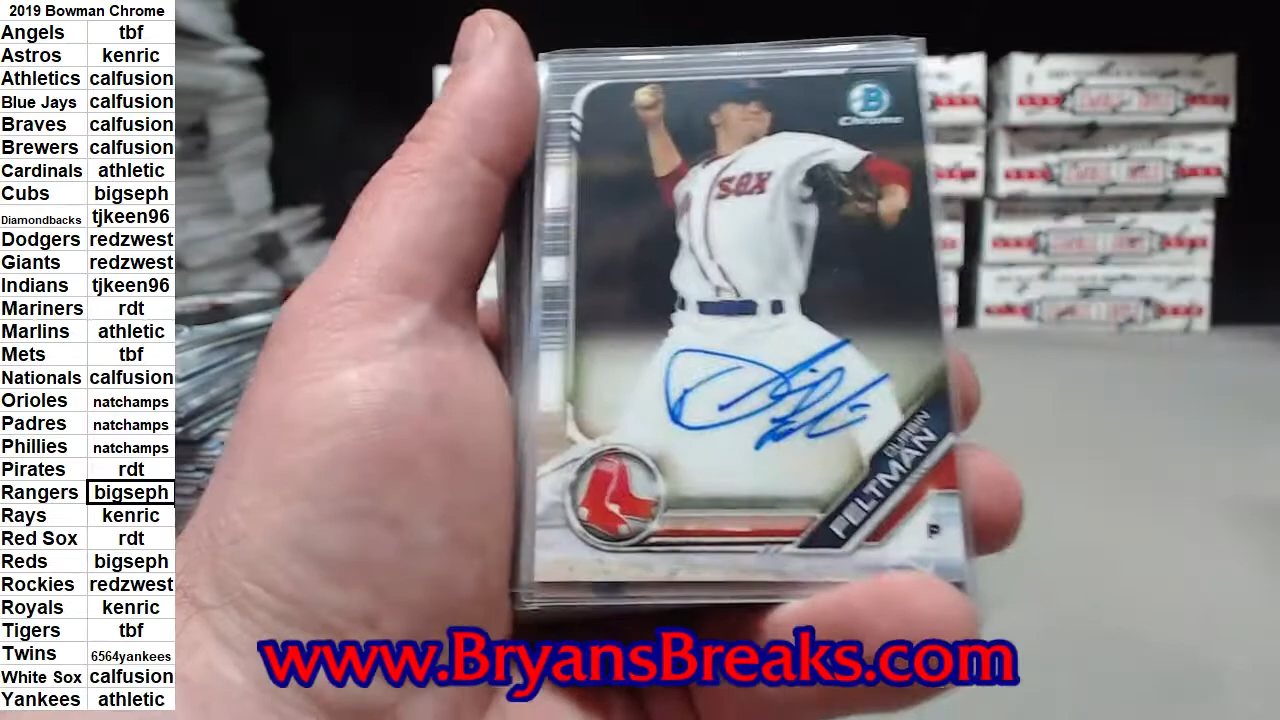 2019 Bowman Chrome
Angels tbf
Astros kenric
Athletics calfusion
Blue Jays calfusion
Braves calfusion
Brewers calfusion
Cardinals athletic
Cubs bigseph
Diamondbacks tjkeen96
Dodgers redzwest
Giants redzwest
Indians tjkeen96
Mariners rdt
Marlins athletic
Mets tbf
Nationals calfusion
Orioles natchamps
Padres natchamps
Phillies natchamps
Pirates rdt
Rangers bigseph
Rays kenric
Red Sox rdt
Reds bigseph
Rockies redzwest
Royals kenric
Tigers tbf
Twins 6564yankees
White Sox calfusion
Yankees athletic
B
Chrome
SOX
DURBIN
FELTMAN
P
www.BryansBreaks.com